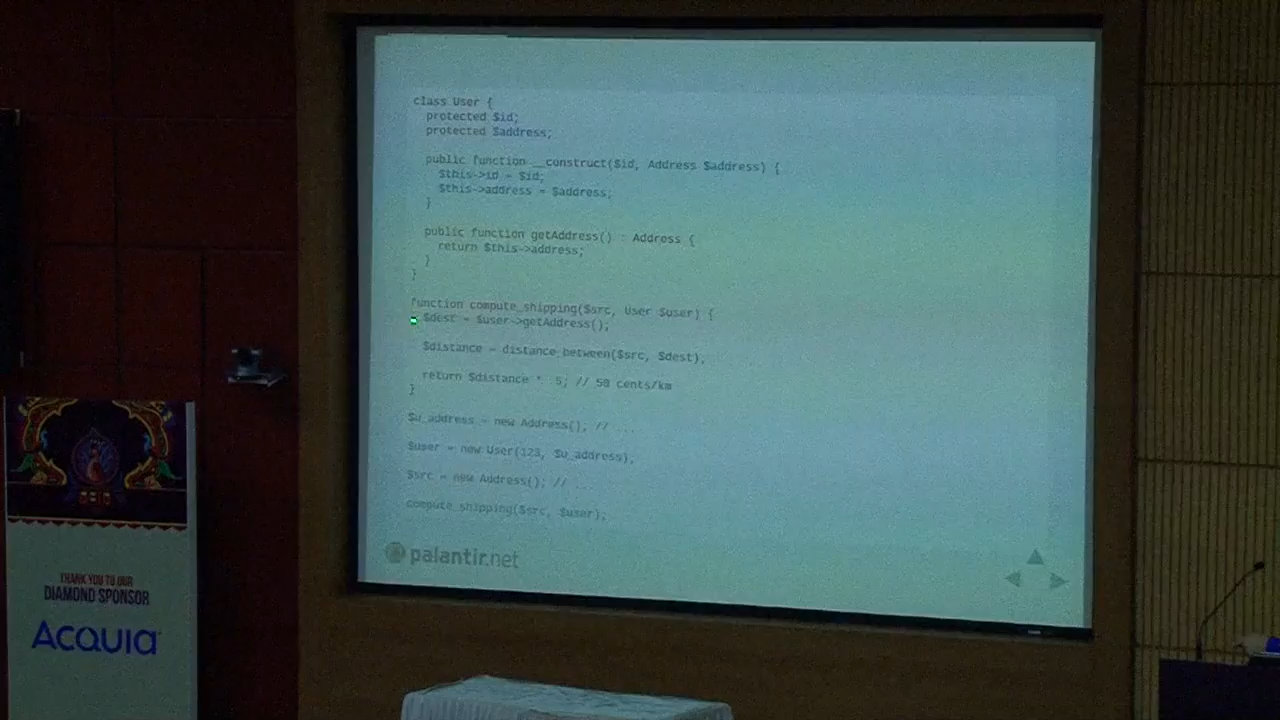 class User {
protected $id;
protected $address;
public function __construct($id, Address $address) {
$this->id = $id;
$this->address = $address;
}
public function getAddress() : Address {
return $this->address;
}
}
function compute_shipping($src, User $user) {
$dest = $user->getAddress();
$distance = distance_between($src, $dest);
return $distance * .5; // 50 cents/km
}
$u_address = new Address(); // ...
$user = new User(123, $u_address);
$src = new Address(); // ...
compute_shipping($src, $user);
palantir.net
THANK YOU TO OUR
DIAMOND SPONSOR
ACQUIA